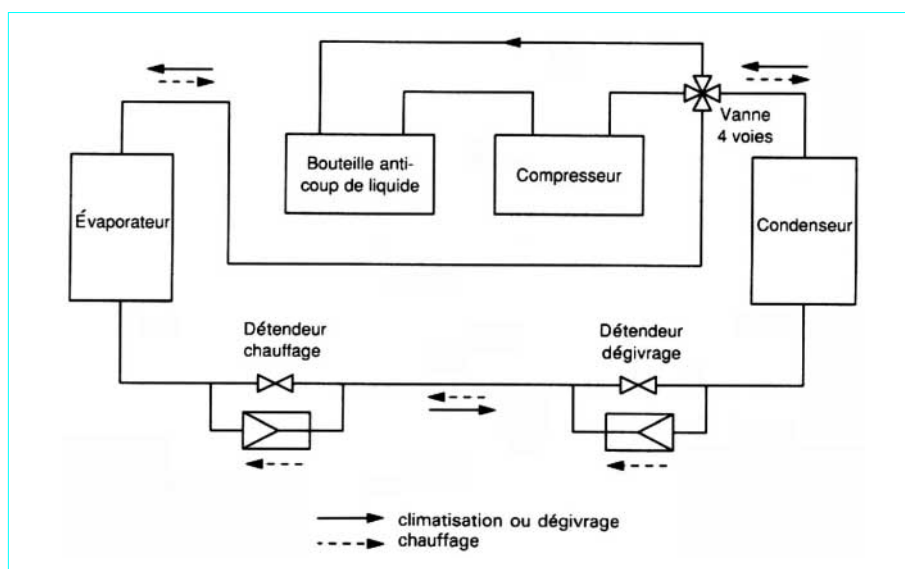 Vanne
4 voies
Bouteille anti-
coup de liquide
Compresseur
Évaporateur
Condenseur
Détendeur
chauffage
Détendeur
dégivrage
climatisation ou dégivrage
chauffage